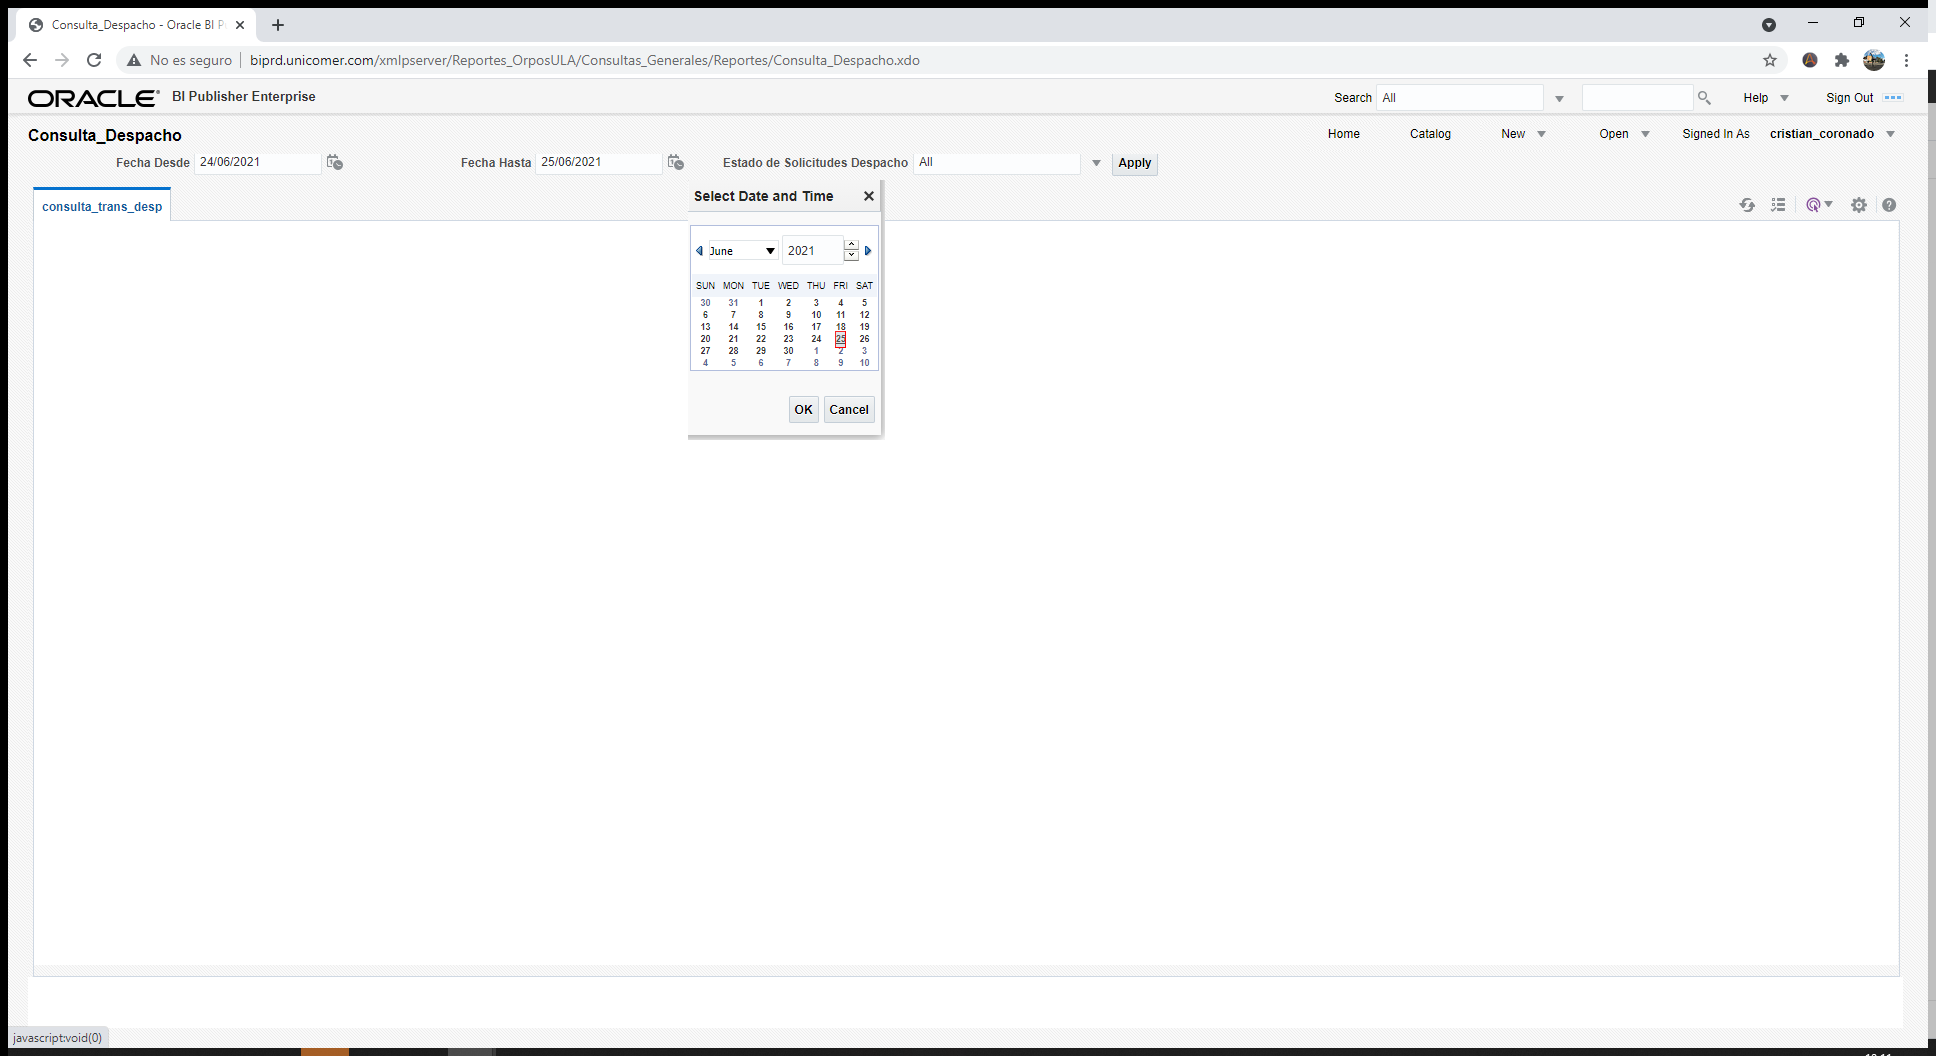 Consulta_Despacho - Oracle BI P
No es seguro | biprd.unicomer.com/xmlpserver/Reportes_OrposULA/Consultas_Generales/Reportes/Consulta_Despacho.xdo
ORACLE BI Publisher Enterprise Search All Help Sign Out
Consulta_Despacho Home Catalog New Open Signed In As cristian_coronado
Fecha Desde 24/06/2021 Fecha Hasta 25/06/2021 Estado de Solicitudes Despacho All Apply
consulta_trans_desp
Select Date and Time
June 2021
SUN MON TUE WED THU FRI SAT
30 31 1 2 3 4 5
6 7 8 9 10 11 12
13 14 15 16 17 18 19
20 21 22 23 24 25 26
27 28 29 30 1 2 3
4 5 6 7 8 9 10
OK Cancel
javascript:void(0)